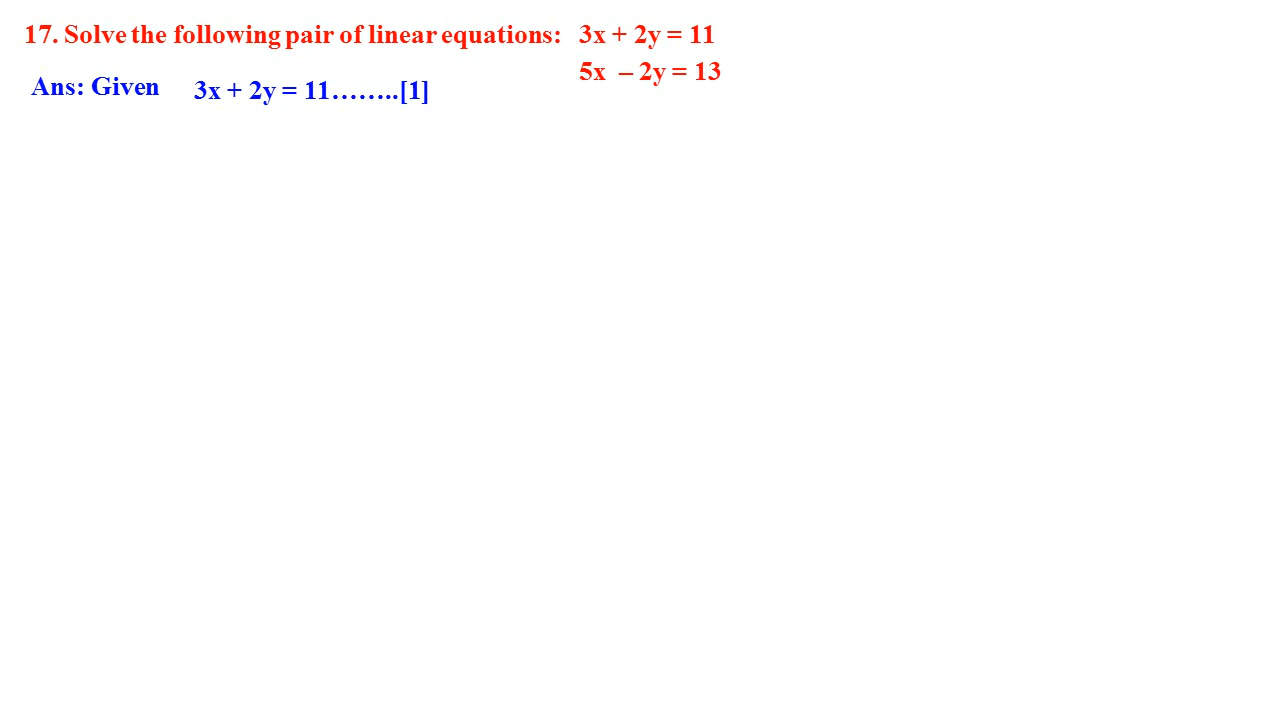 17. Solve the following pair of linear equations: 3x + 2y = 11
5x – 2y = 13
Ans: Given 3x + 2y = 11……..[1]